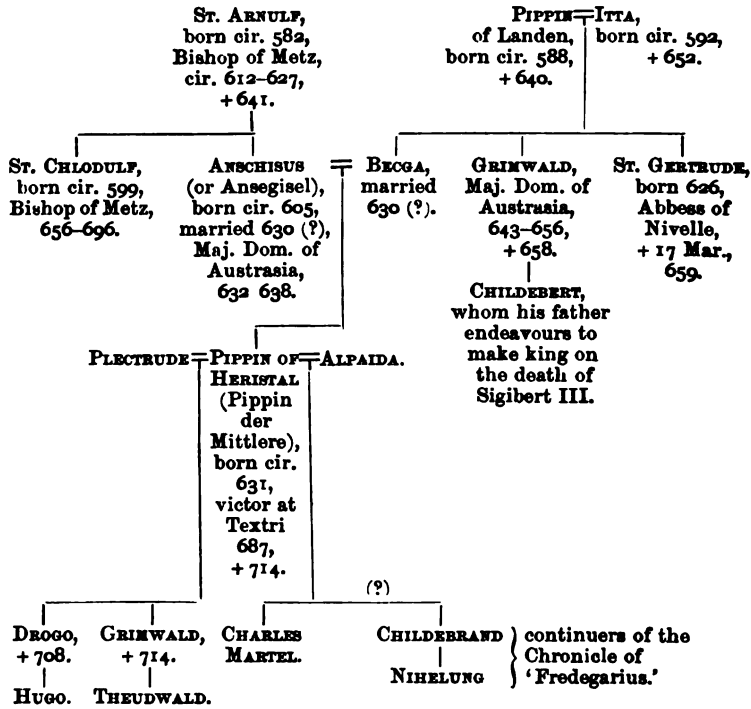 St. Arnulf,
born cir. 582,
Bishop of Metz,
cir. 612–627,
+641.
Pippin = Itta,
of Landen, born cir. 592,
born cir. 588, +652.
+640.
St. Chlodulf,
born cir. 599,
Bishop of Metz,
656–696.
Anschisus =
(or Ansegisel),
born cir. 605,
married 630 (?),
Maj. Dom. of
Austrasia,
632 638.
Becga,
married
630 (?).
Grimwald,
Maj. Dom. of
Austrasia,
643–656,
+658.
St. Gertrude,
born 626,
Abbess of
Nivelle,
+ 17 Mar.,
659.
Childebert,
whom his father
endeavours to
make king on
the death of
Sigibert III.
Plectrude = Pippin of = Alpaida.
Heristal
(Pippin
der
Mittlere),
born cir.
631,
victor at
Textri
687,
+714.
(?)
Drogo,
+708.
Hugo.
Grimwald,
+714.
Theudwald.
Charles
Martel.
Childebrand
Nihelung
continuers of the
Chronicle of
'Fredegarius.'